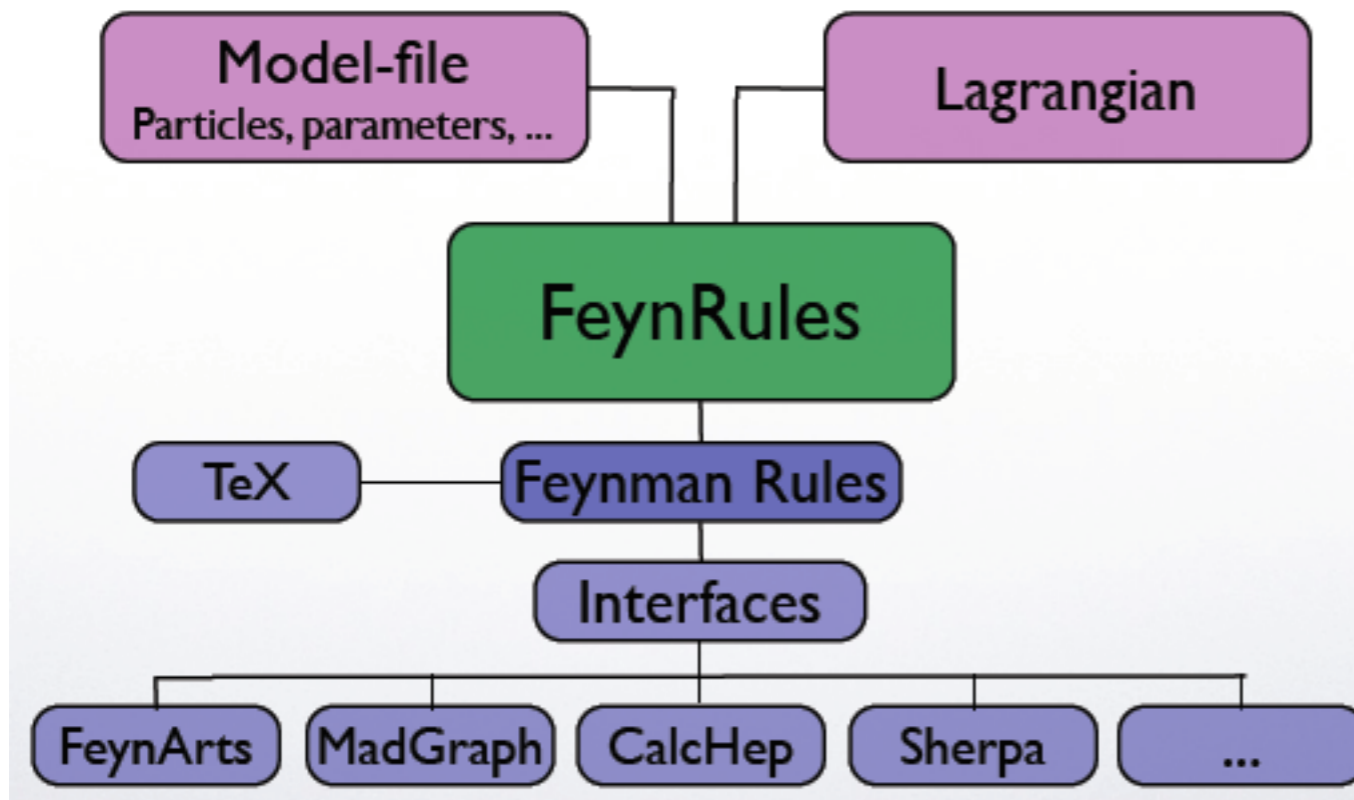 Model-file
Particles, parameters, ...
Lagrangian
FeynRules
TeX
Feynman Rules
Interfaces
FeynArts
MadGraph
CalcHep
Sherpa
...